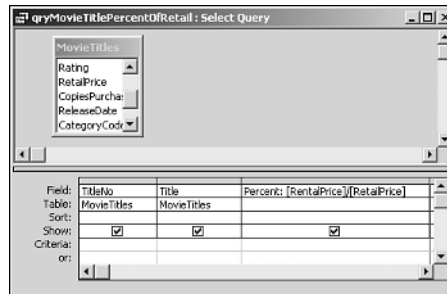 qryMovieTitlePercentOfRetail : Select Query
MovieTitles
Rating
RetailPrice
CopiesPurcha
ReleaseDate
CategoryCode
Field: TitleNo Title Percent: [RentalPrice]/[RetailPrice]
Table: MovieTitles MovieTitles
Sort:
Show:
Criteria:
or: